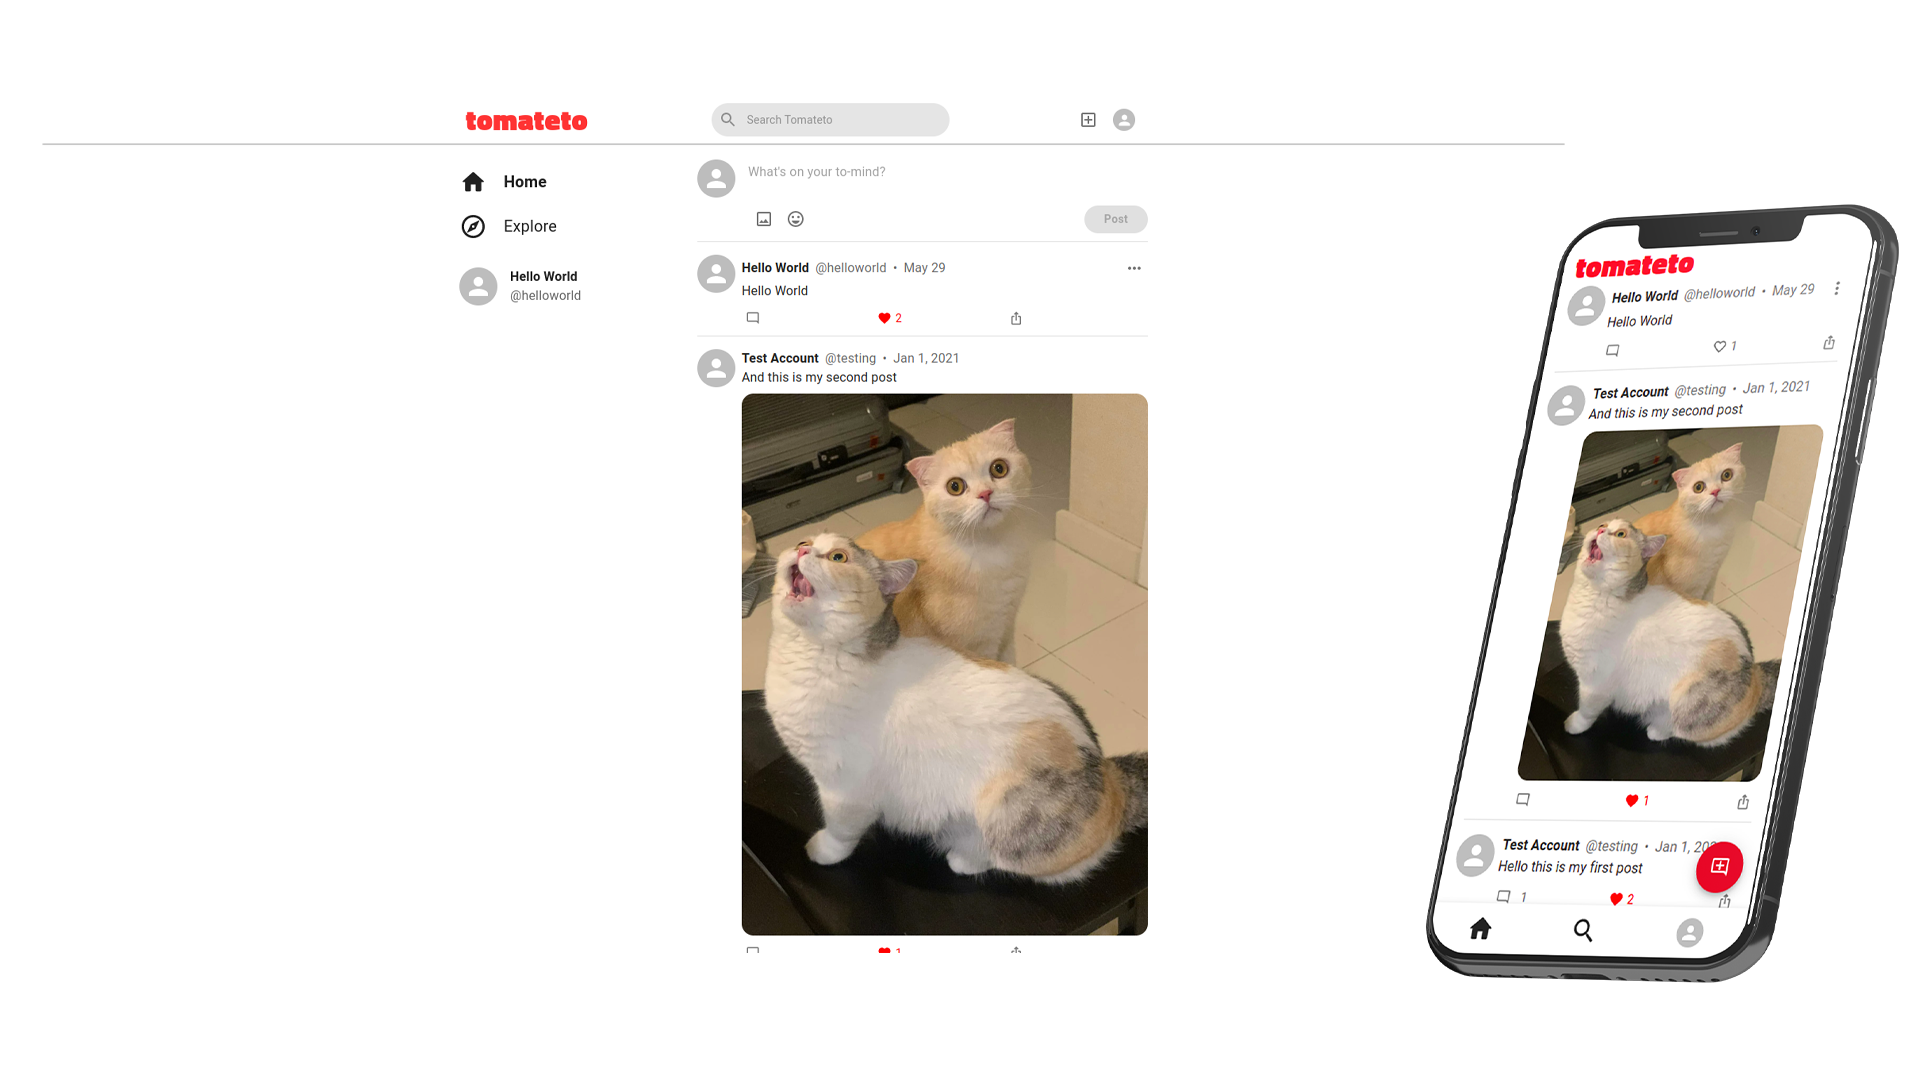 tomateto
Search Tomateto
Home
Explore
Hello World
@helloworld
What's on your to-mind?
Post
Hello World @helloworld • May 29
Hello World
2
Test Account @testing • Jan 1, 2021
And this is my second post
1
tomateto
Hello World @helloworld • May 29
Hello World
1
Test Account @testing • Jan 1, 2021
And this is my second post
1
Test Account @testing • Jan 1, 202
Hello this is my first post
1 2